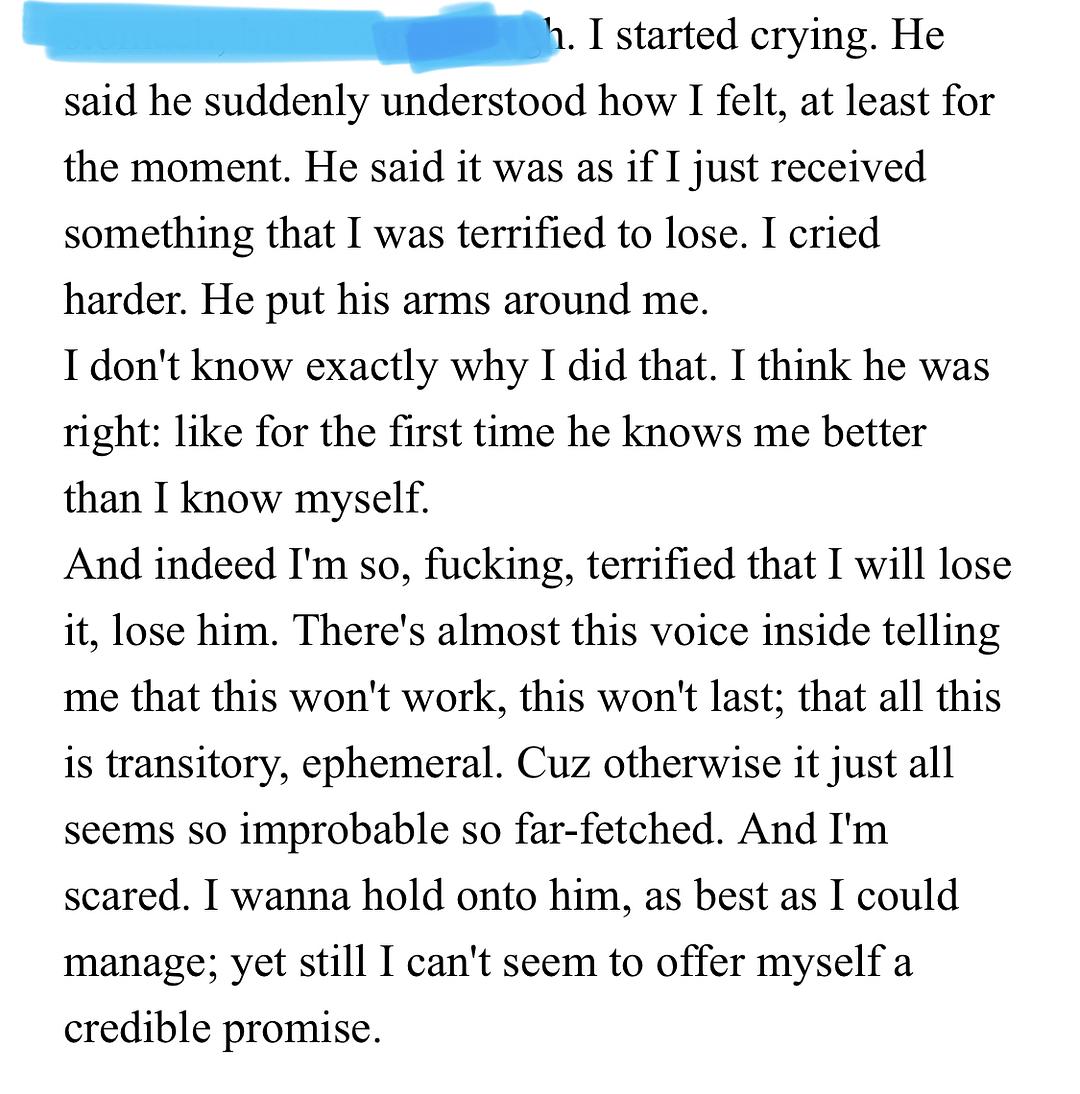 h. I started crying. He
said he suddenly understood how I felt, at least for
the moment. He said it was as if I just received
something that I was terrified to lose. I cried
harder. He put his arms around me.
I don't know exactly why I did that. I think he was
right: like for the first time he knows me better
than I know myself.
And indeed I'm so, fucking, terrified that I will lose
it, lose him. There's almost this voice inside telling
me that this won't work, this won't last; that all this
is transitory, ephemeral. Cuz otherwise it just all
seems so improbable so far-fetched. And I'm
scared. I wanna hold onto him, as best as I could
manage; yet still I can't seem to offer myself a
credible promise.